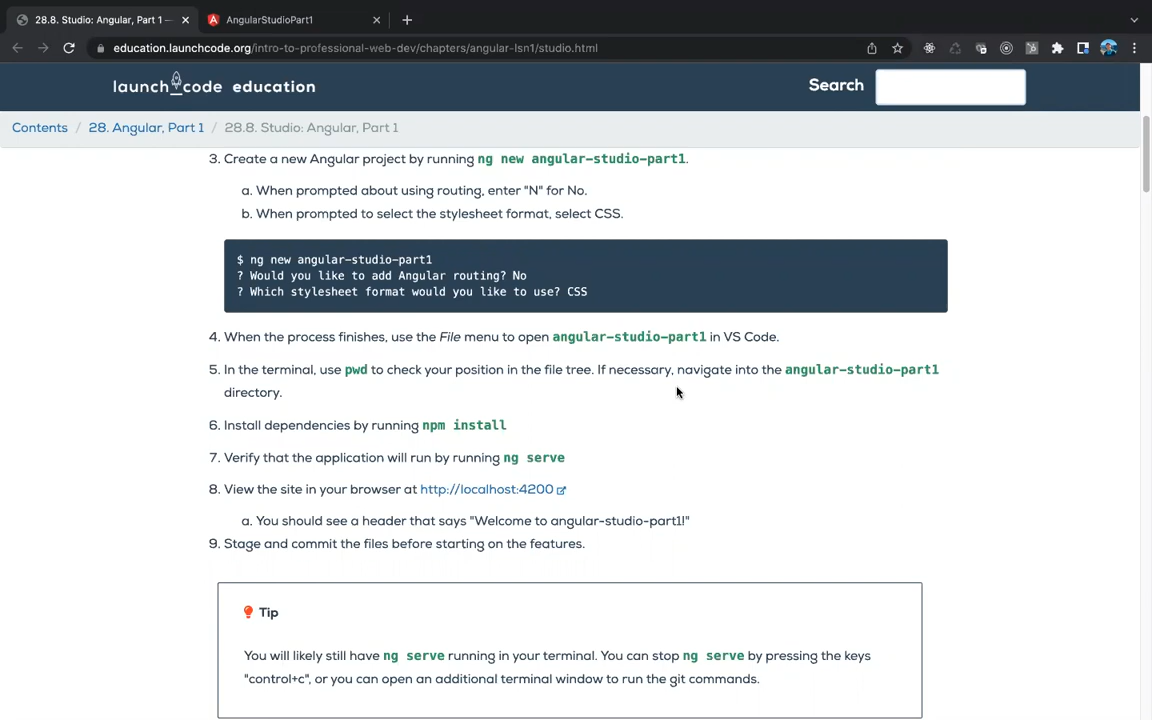 28.8. Studio: Angular, Part 1 —
AngularStudioPart1
education.launchcode.org/intro-to-professional-web-dev/chapters/angular-lsn1/studio.html
launch_code education
Search
Contents / 28. Angular, Part 1 / 28.8. Studio: Angular, Part 1
3. Create a new Angular project by running ng new angular-studio-part1.
a. When prompted about using routing, enter "N" for No.
b. When prompted to select the stylesheet format, select CSS.
$ ng new angular-studio-part1
? Would you like to add Angular routing? No
? Which stylesheet format would you like to use? CSS
4. When the process finishes, use the File menu to open angular-studio-part1 in VS Code.
5. In the terminal, use pwd to check your position in the file tree. If necessary, navigate into the angular-studio-part1
directory.
6. Install dependencies by running npm install
7. Verify that the application will run by running ng serve
8. View the site in your browser at http://localhost:4200
a. You should see a header that says "Welcome to angular-studio-part1!"
9. Stage and commit the files before starting on the features.
Tip
You will likely still have ng serve running in your terminal. You can stop ng serve by pressing the keys
"control+c", or you can open an additional terminal window to run the git commands.